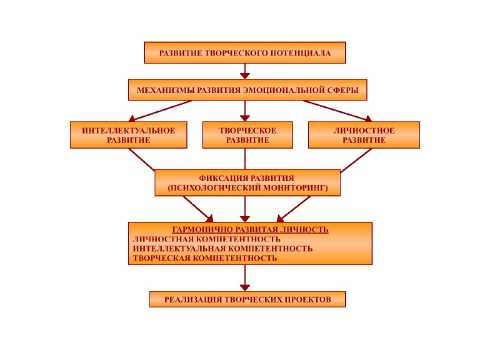 РАЗВИТИЕ ТВОРЧЕСКОГО ПОТЕНЦИАЛА
МЕХАНИЗМЫ РАЗВИТИЯ ЭМОЦИОНАЛЬНОЙ СФЕРЫ
ИНТЕЛЛЕКТУАЛЬНОЕ
РАЗВИТИЕ
ТВОРЧЕСКОЕ
РАЗВИТИЕ
ЛИЧНОСТНОЕ
РАЗВИТИЕ
ФИКСАЦИЯ РАЗВИТИЯ
(ПСИХОЛОГИЧЕСКИЙ МОНИТОРИНГ)
ГАРМОНИЧНО РАЗВИТАЯ ЛИЧНОСТЬ
ЛИЧНОСТНАЯ КОМПЕТЕНТНОСТЬ
ИНТЕЛЛЕКТУАЛЬНАЯ КОМПЕТЕНТНОСТЬ
ТВОРЧЕСКАЯ КОМПЕТЕНТНОСТЬ
РЕАЛИЗАЦИЯ ТВОРЧЕСКИХ ПРОЕКТОВ